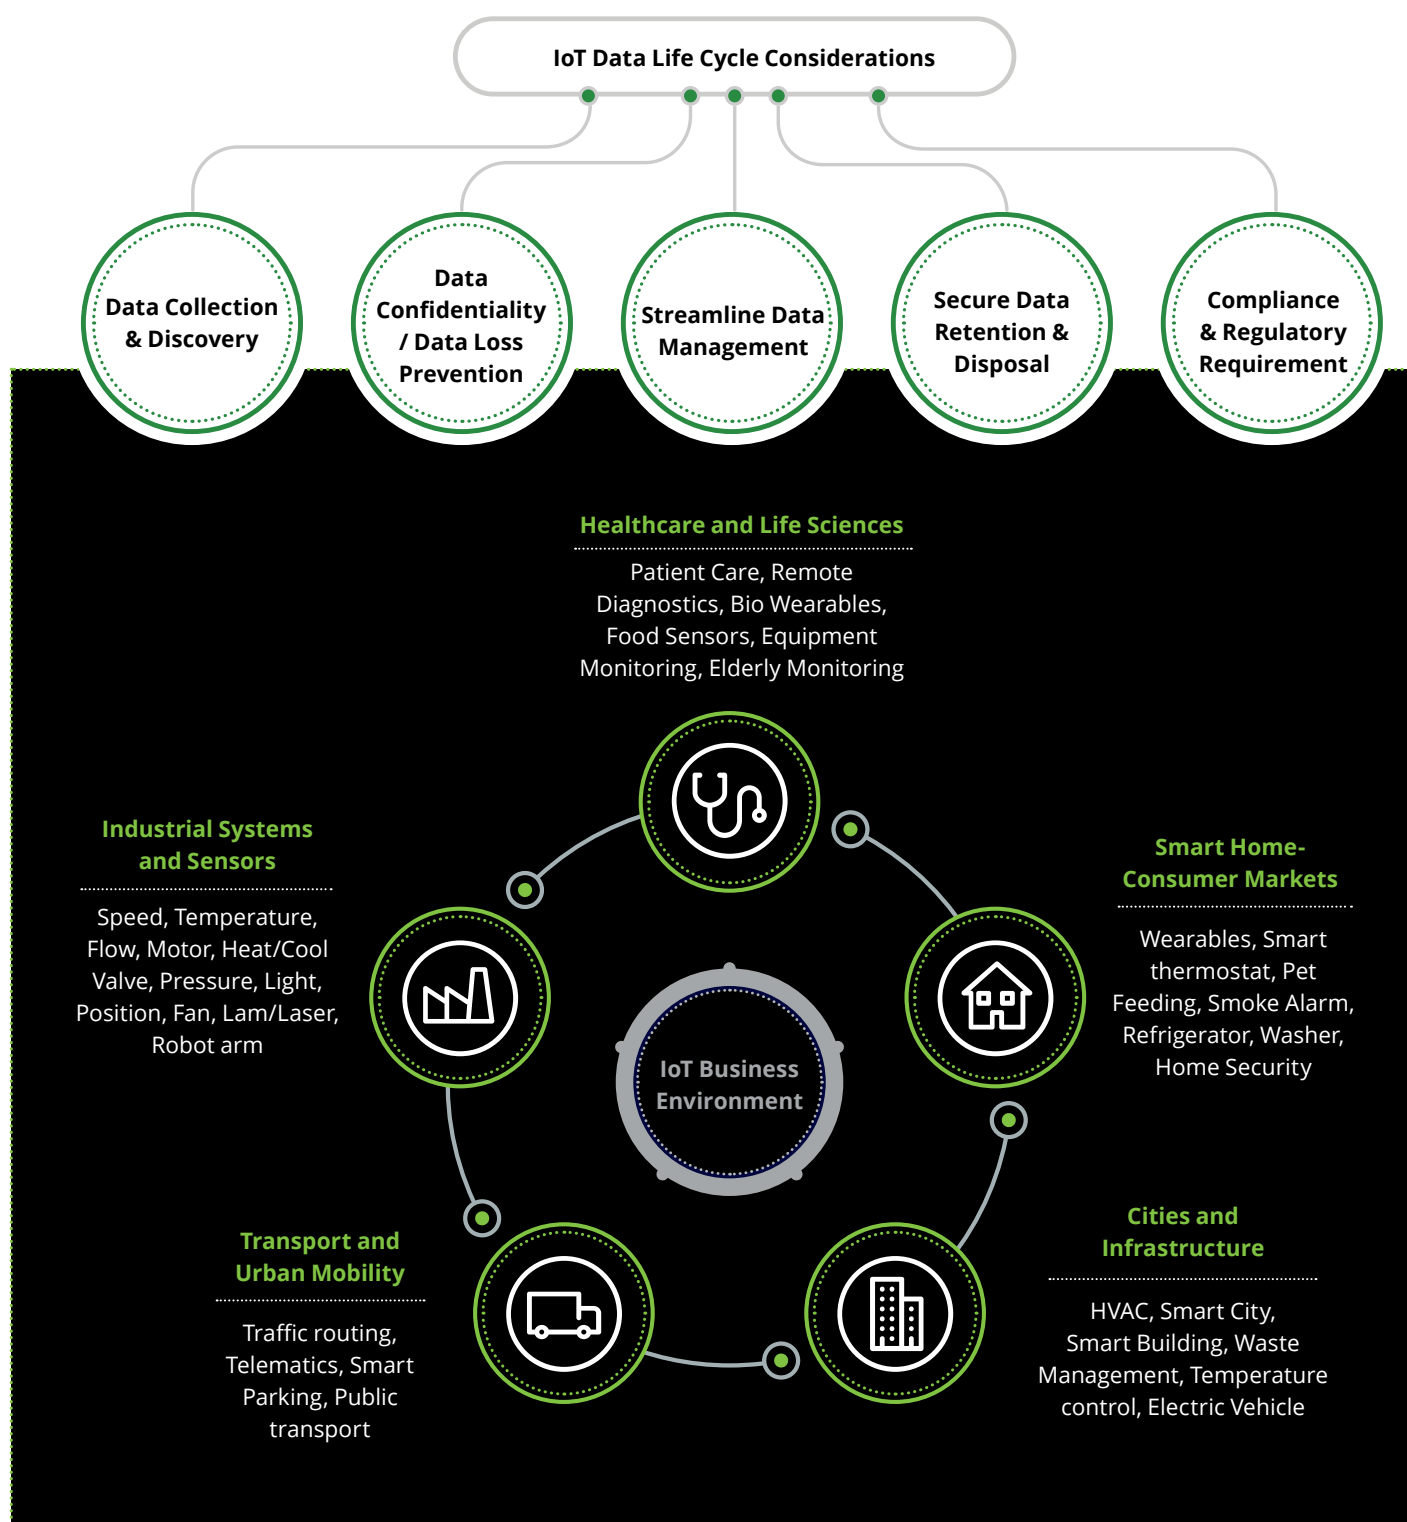 IoT Data Life Cycle Considerations
Data Collection
& Discovery
Data
Confidentiality
/ Data Loss
Prevention
Streamline Data
Management
Secure Data
Retention &
Disposal
Compliance
& Regulatory
Requirement
Healthcare and Life Sciences
Patient Care, Remote
Diagnostics, Bio Wearables,
Food Sensors, Equipment
Monitoring, Elderly Monitoring
Industrial Systems
and Sensors
Speed, Temperature,
Flow, Motor, Heat/Cool
Valve, Pressure, Light,
Position, Fan, Lam/Laser,
Robot arm
Smart Home-
Consumer Markets
Wearables, Smart
thermostat, Pet
Feeding, Smoke Alarm,
Refrigerator, Washer,
Home Security
IoT Business
Environment
Transport and
Urban Mobility
Traffic routing,
Telematics, Smart
Parking, Public
transport
Cities and
Infrastructure
HVAC, Smart City,
Smart Building, Waste
Management, Temperature
control, Electric Vehicle